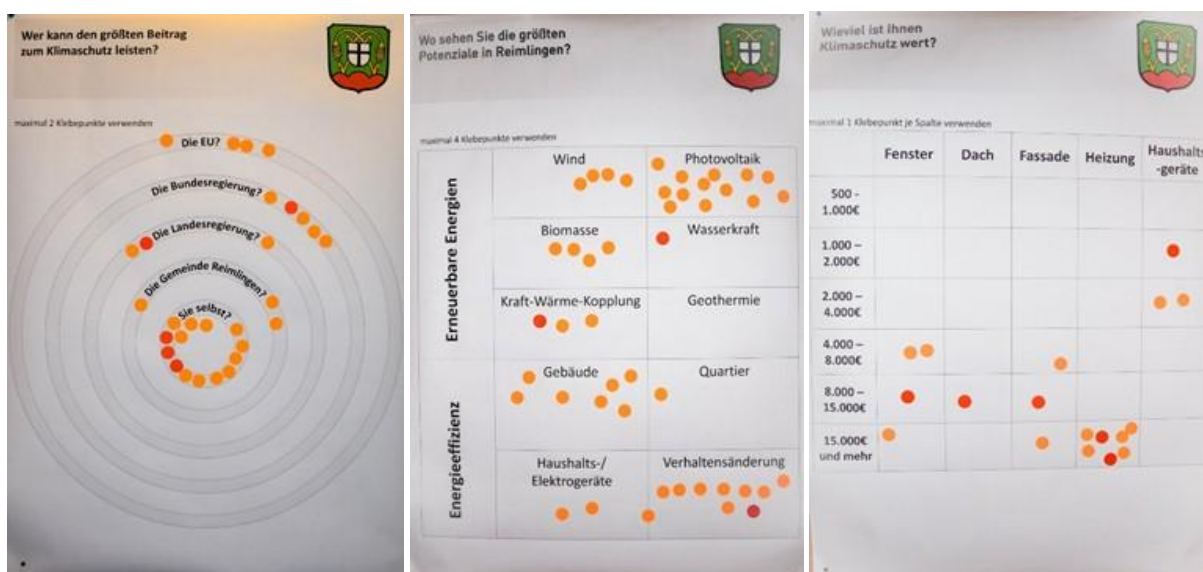 Wer kann den größten Beitrag
zum Klimaschutz leisten?
maximal 2 Klebepunkte verwenden
Die EU?
Die Bundesregierung?
Die Landesregierung?
Die Gemeinde Reimlingen?
Sie selbst?
Wo sehen Sie die größten
Potenziale in Reimlingen?
maximal 4 Klebepunkte verwenden
Erneuerbare Energien
Wind
Photovoltaik
Biomasse
Wasserkraft
Kraft-Wärme-Kopplung
Geothermie
Energieeffizienz
Gebäude
Quartier
Haushalts-/
Elektrogeräte
Verhaltensänderung
Wieviel ist Ihnen
Klimaschutz wert?
maximal 1 Klebepunkt je Spalte verwenden
Fenster Dach Fassade Heizung Haushalts
-geräte
500 -
1.000€
1.000 –
2.000€
2.000 –
4.000€
4.000 –
8.000€
8.000 –
15.000€
15.000€
und mehr